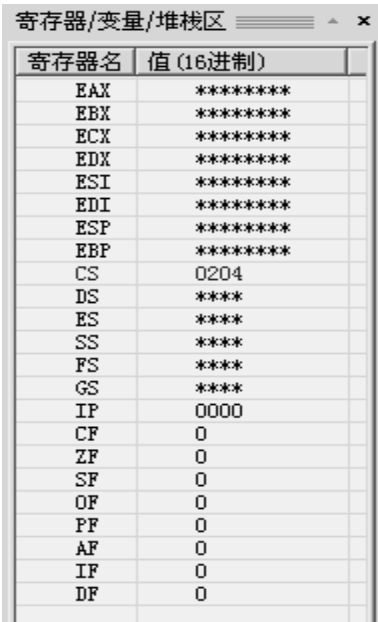 寄存器/变量/堆栈区
寄存器名 值(16进制)
EAX ********
EBX ********
ECX ********
EDX ********
ESI ********
EDI ********
ESP ********
EBP ********
CS 0204
DS ****
ES ****
SS ****
FS ****
GS ****
IP 0000
CF 0
ZF 0
SF 0
OF 0
PF 0
AF 0
IF 0
DF 0